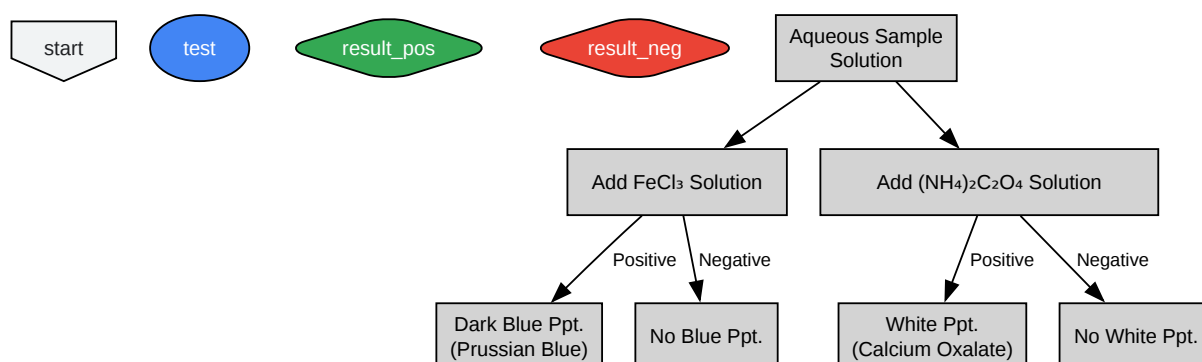 start
test
result_pos
result_neg
Aqueous Sample
Solution
Add FeCl₃ Solution
Add (NH₄)₂C₂O₄ Solution
Positive
Negative
Positive
Negative
Dark Blue Ppt.
(Prussian Blue)
No Blue Ppt.
White Ppt.
(Calcium Oxalate)
No White Ppt.